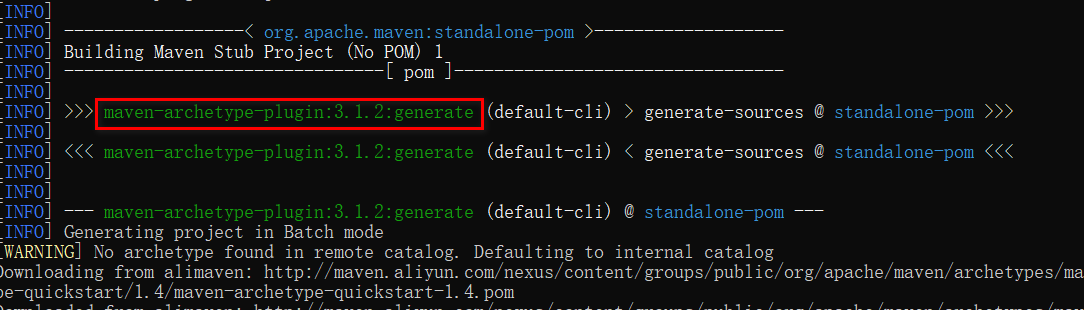 [INFO]
[INFO] ------------------< org.apache.maven:standalone-pom >-------------------
[INFO] Building Maven Stub Project (No POM) 1
[INFO] --------------------------------[ pom ]---------------------------------
[INFO]
[INFO] >>> maven-archetype-plugin:3.1.2:generate (default-cli) > generate-sources @ standalone-pom >>>
[INFO]
[INFO] <<< maven-archetype-plugin:3.1.2:generate (default-cli) < generate-sources @ standalone-pom <<<
[INFO]
[INFO]
[INFO] --- maven-archetype-plugin:3.1.2:generate (default-cli) @ standalone-pom ---
[INFO] Generating project in Batch mode
[WARNING] No archetype found in remote catalog. Defaulting to internal catalog
Downloading from alimaven: http://maven.aliyun.com/nexus/content/groups/public/org/apache/maven/archetypes/ma
pe-quickstart/1.4/maven-archetype-quickstart-1.4.pom